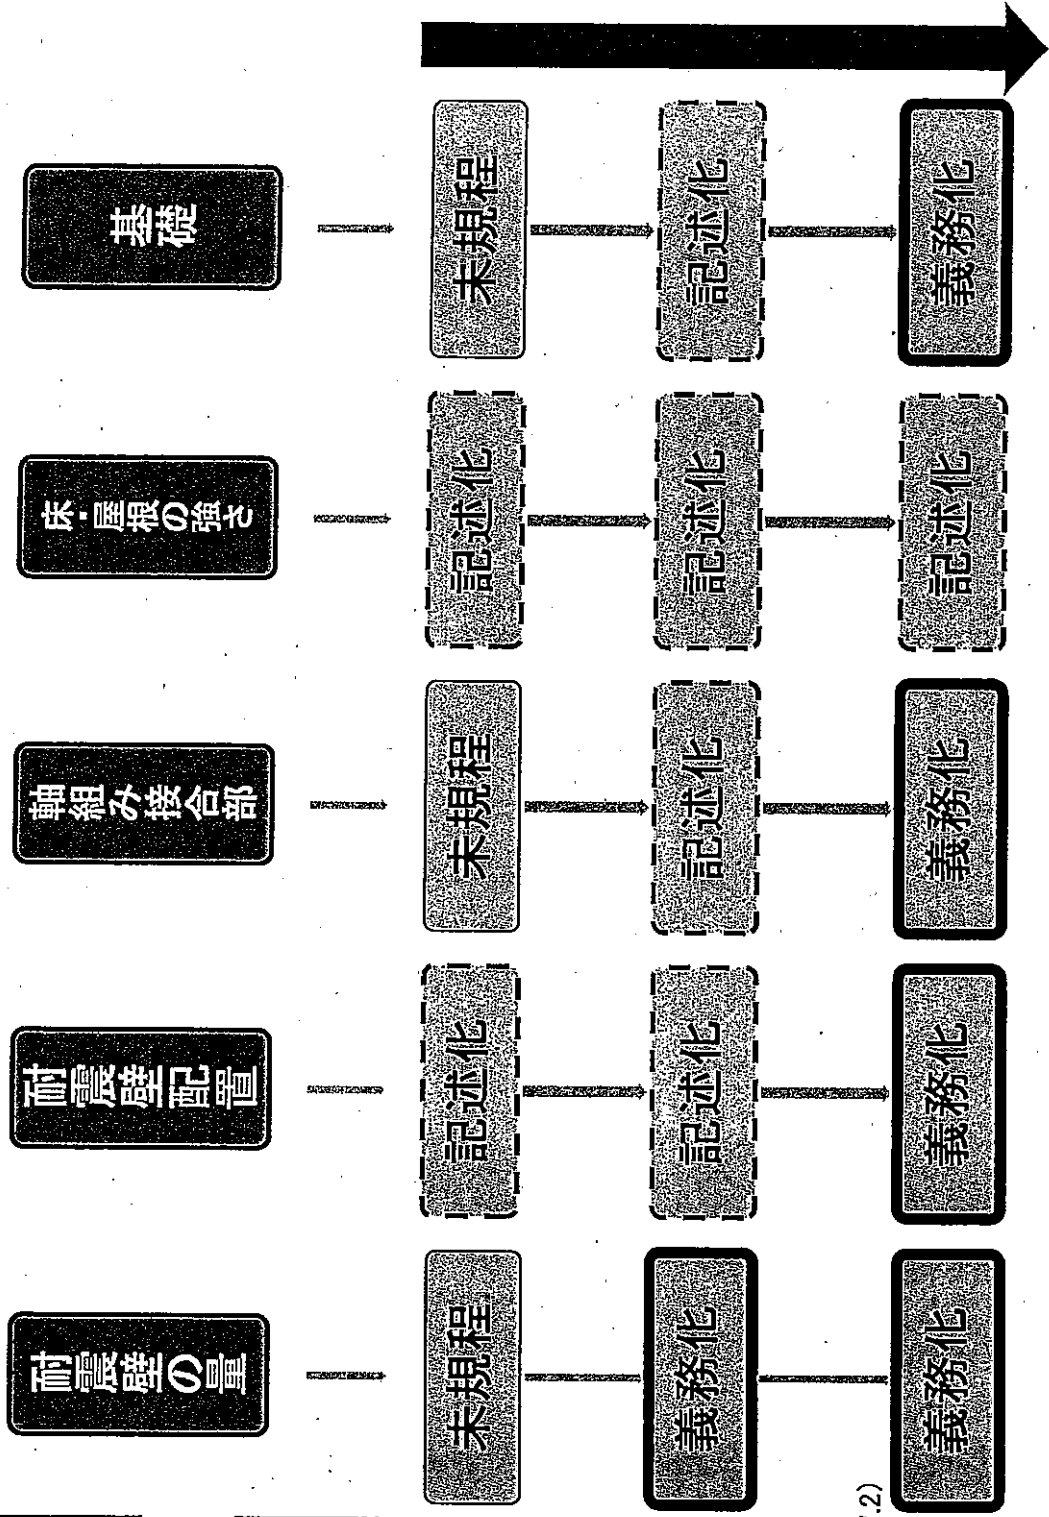 耐震壁の量
耐震壁配置
軸組み接合部
床・屋根の強さ
基礎
未規程
記述化
未規程
記述化
未規程
義務化
記述化
記述化
記述化
記述化
.2)
義務化
義務化
義務化
記述化
義務化